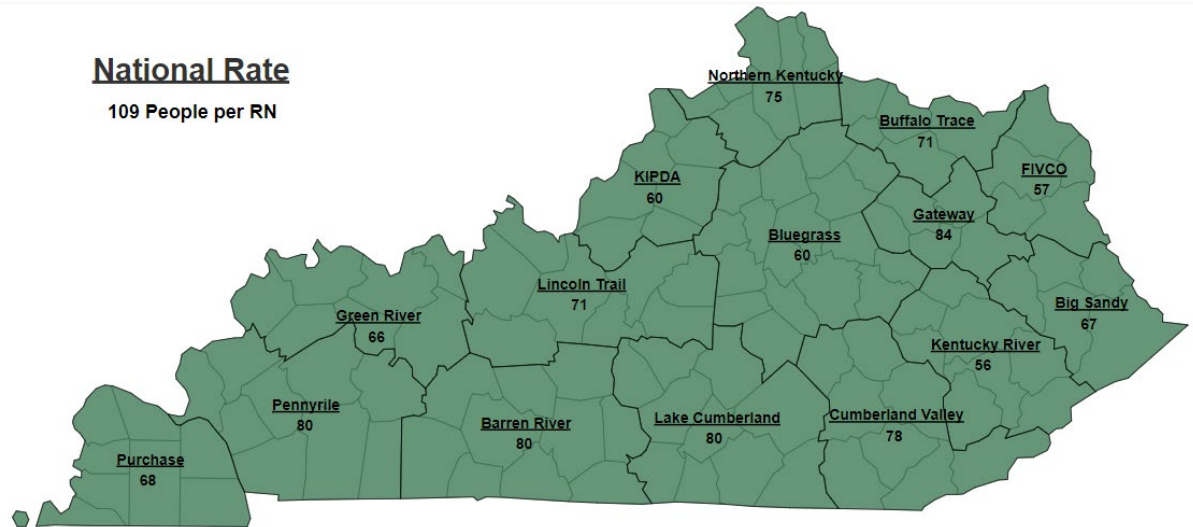 National Rate
109 People per RN
Northern Kentucky
75
Buffalo Trace
71
FIVCO
57
KIPDA
60
Gateway
84
Bluegrass
60
Lincoln Trail
71
Big Sandy
67
Green River
66
Kentucky River
56
Pennyrile
80
Barren River
80
Lake Cumberland
80
Cumberland Valley
78
Purchase
68